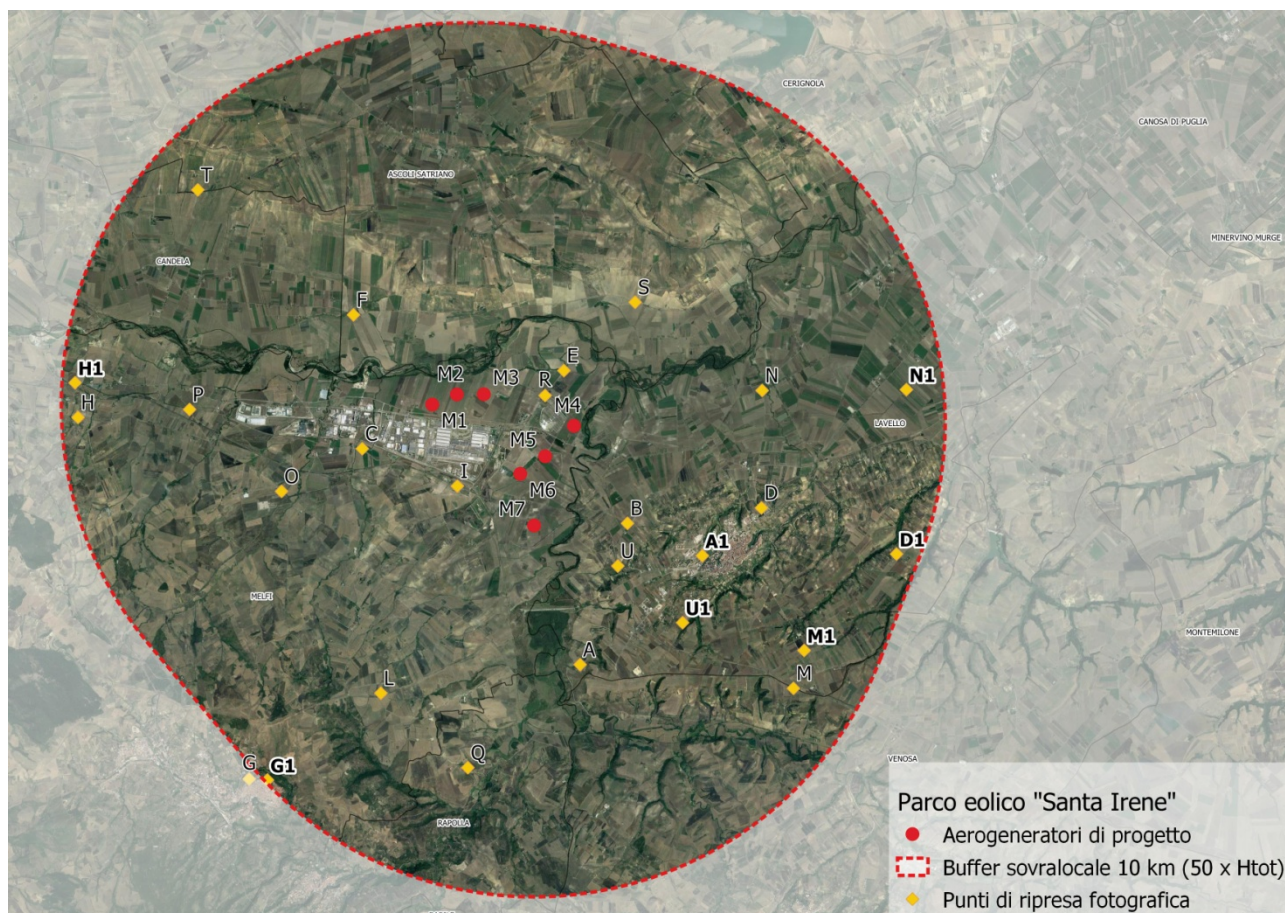 CERIGNOLA
CANOSA DI PUGLIA
ASCOLI SATRIANO
T
MINERVINO MURGE
CANDELA
S
F
E
H1
N1
M2
M3
R
N
P
H
M1
M4
LAVELLO
C
M5
I
O
M6
D
M7
B
A1
D1
U
MELFI
U1
MONTEMILONE
M1
A
M
L
VENOSA
G
G1
Q
Parco eolico "Santa Irene"
RAPOLLA
Aerogeneratori di progetto
Buffer sovralocale 10 km (50 x Htot)
Punti di ripresa fotografica